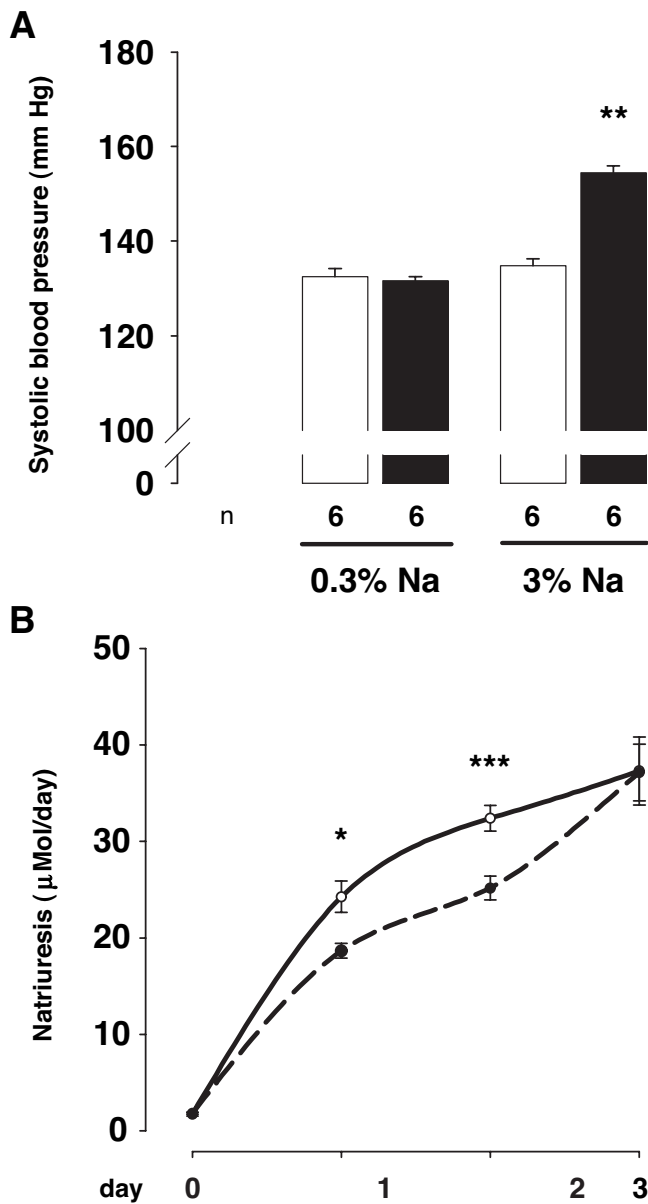 A
Systolic blood pressure (mm Hg)
180
160
140
120
100
0
**
n 6 6 6 6
0.3% Na 3% Na
B
Natriuresis (μMol/day)
50
40
30
20
10
0
*
***
day 0 1 2 3